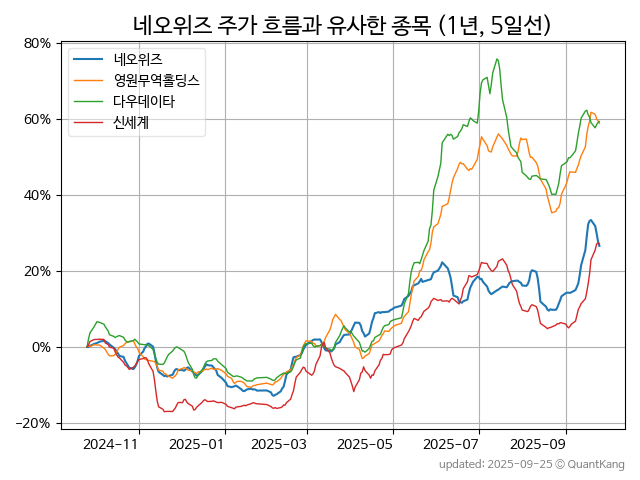 네오위즈 주가 흐름과 유사한 종목 (1년, 5일선)
80%
60%
40%
20%
0%
−20%
네오위즈
영원무역홀딩스
다우데이타
신세계
2024-11 2025-01 2025-03 2025-05 2025-07 2025-09
updated: 2025-09-25 © QuantKang